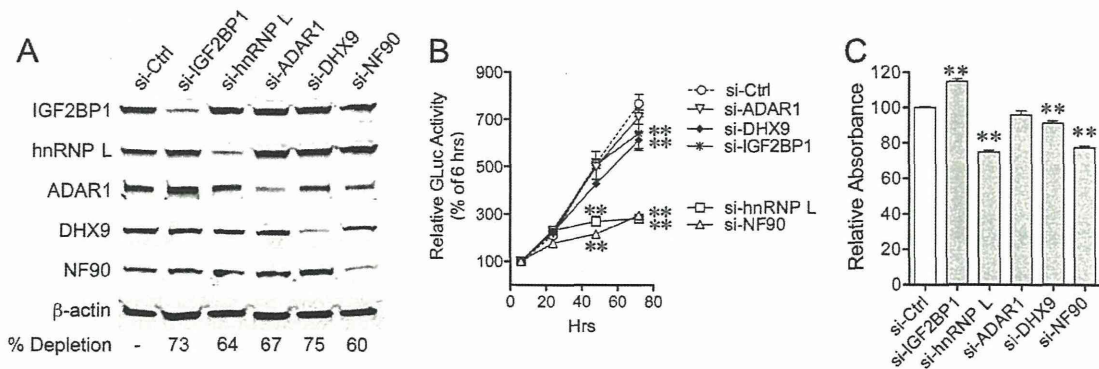 A
si-Ctrl
si-IGF2BP1
si-hnRNP L
si-ADAR1
si-DHX9
si-NF90
IGF2BP1
hnRNP L
ADAR1
DHX9
NF90
β-actin
% Depletion - 73 64 67 75 60
B
Relative GLuc Activity
(% of 6 hrs)
900
700
500
300
100
0 20 40 60 80
Hrs
**
**
**
**
**
**
si-Ctrl
si-ADAR1
si-DHX9
si-IGF2BP1
si-hnRNP L
si-NF90
C
Relative Absorbance
120
100
80
60
40
20
0
**
**
**
**
si-Ctrl
si-IGF2BP1
si-hnRNP L
si-ADAR1
si-DHX9
si-NF90